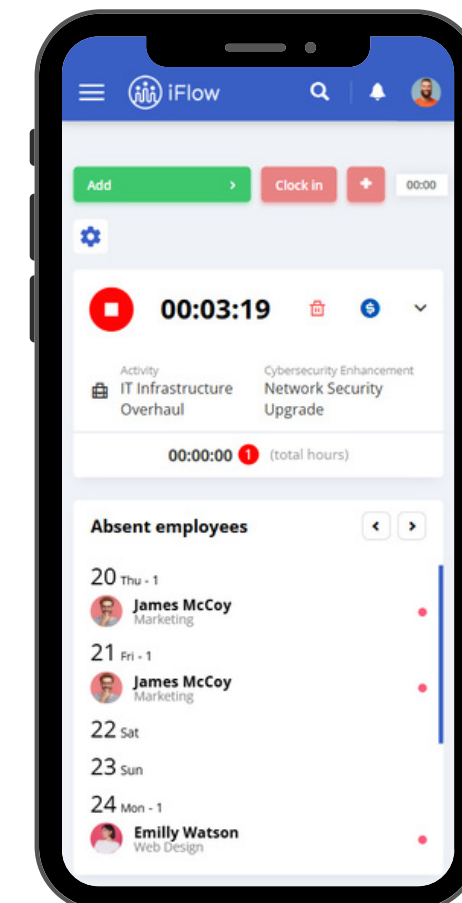 iFlow
Add
Clock in
+
00:00
00:03:19
Activity
IT Infrastructure
Overhaul
Cybersecurity Enhancement
Network Security
Upgrade
00:00:00 1 (total hours)
Absent employees
20 Thu - 1
James McCoy
Marketing
21 Fri - 1
James McCoy
Marketing
22 Sat
23 Sun
24 Mon - 1
Emilly Watson
Web Design